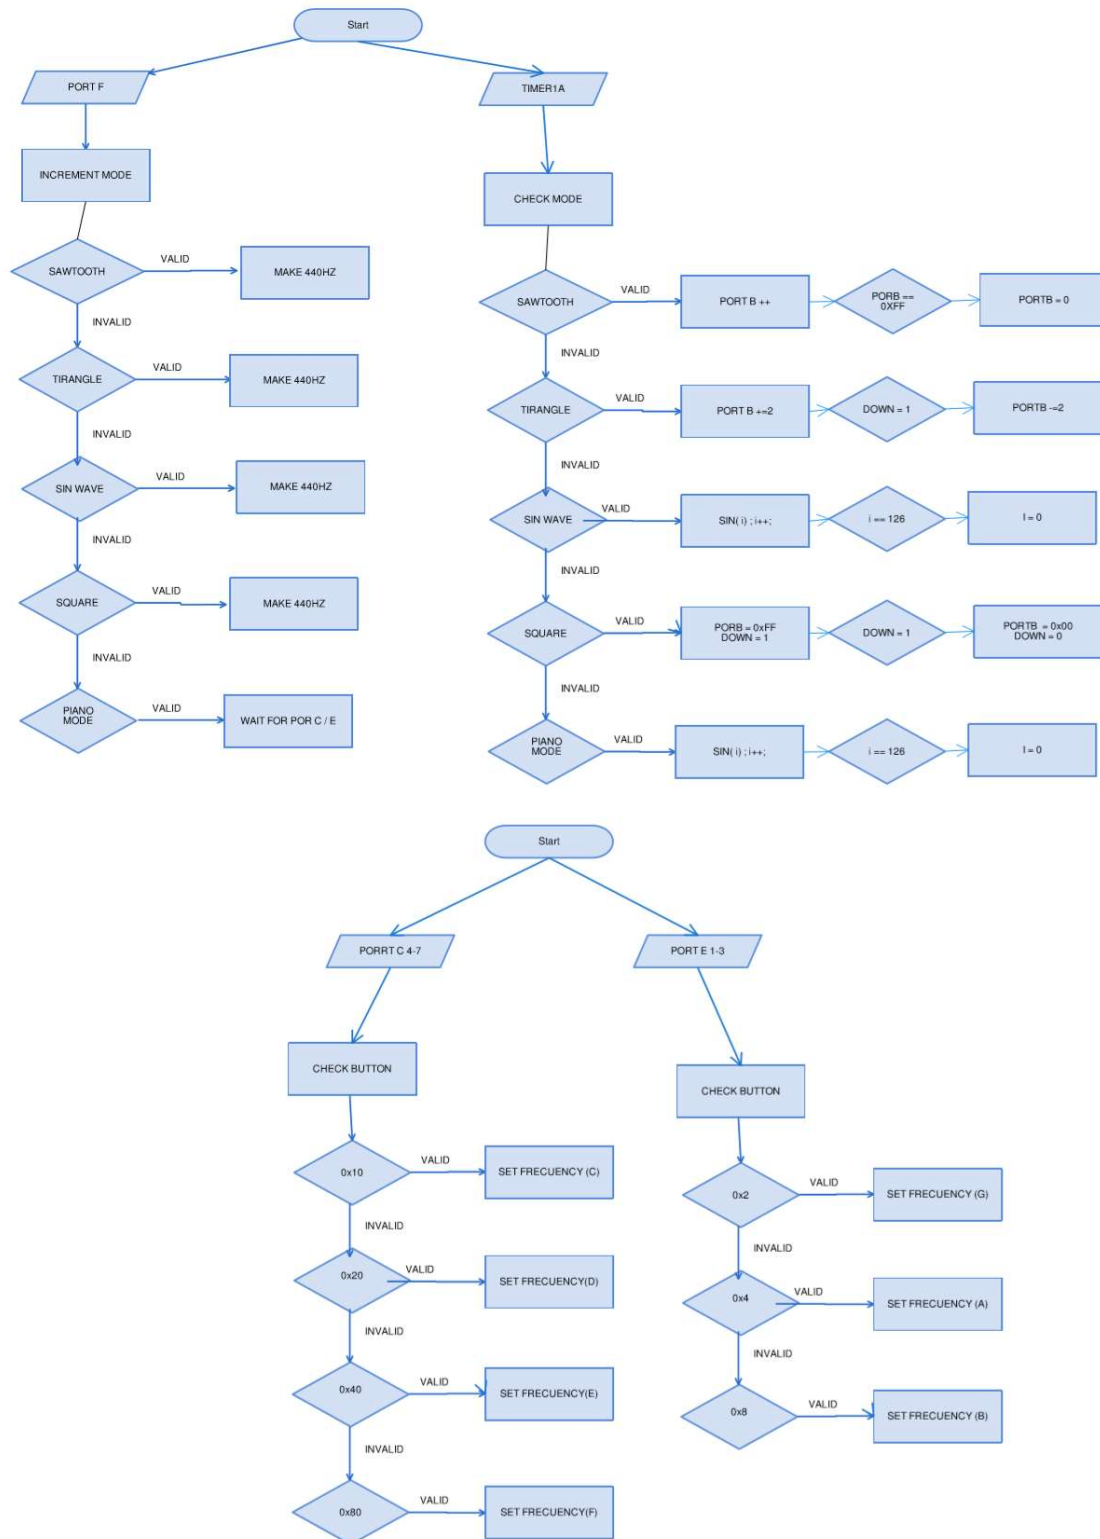 Start
PORT F
TIMER1A
INCREMENT MODE
CHECK MODE
SAWTOOTH
VALID
MAKE 440HZ
INVALID
TIRANGLE
VALID
MAKE 440HZ
INVALID
SIN WAVE
VALID
MAKE 440HZ
INVALID
SQUARE
VALID
MAKE 440HZ
INVALID
PIANO
MODE
VALID
WAIT FOR POR C / E
SAWTOOTH
VALID
PORT B ++
PORB ==
0XFF
PORTB = 0
INVALID
TIRANGLE
VALID
PORT B +=2
DOWN = 1
PORTB -=2
INVALID
SIN WAVE
VALID
SIN( i) ; i++;
i == 126
I = 0
INVALID
SQUARE
VALID
PORB = 0xFF
DOWN = 1
DOWN = 1
PORTB = 0x00
DOWN = 0
INVALID
PIANO
MODE
VALID
SIN( i) ; i++;
i == 126
I = 0
Start
PORRT C 4-7
PORT E 1-3
CHECK BUTTON
0x10
VALID
SET FRECUENCY (C)
INVALID
0x20
VALID
SET FRECUENCY(D)
INVALID
0x40
VALID
SET FRECUENCY(E)
INVALID
0x80
VALID
SET FRECUENCY(F)
CHECK BUTTON
0x2
VALID
SET FRECUENCY (G)
INVALID
0x4
VALID
SET FRECUENCY (A)
INVALID
0x8
VALID
SET FRECUENCY (B)